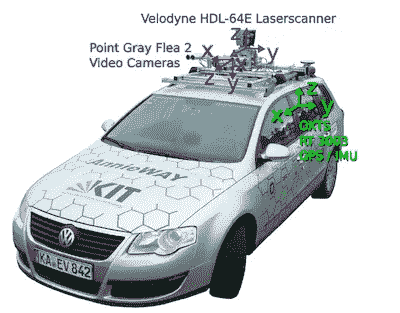 Velodyne HDL-64E Laserscanner
Point Gray Flea 2
Video Cameras
z
x
y
x
z
y
z
x
y
OXTS
RT 3003
GPS / IMU
AnnieWAY
KIT
KA EV 842